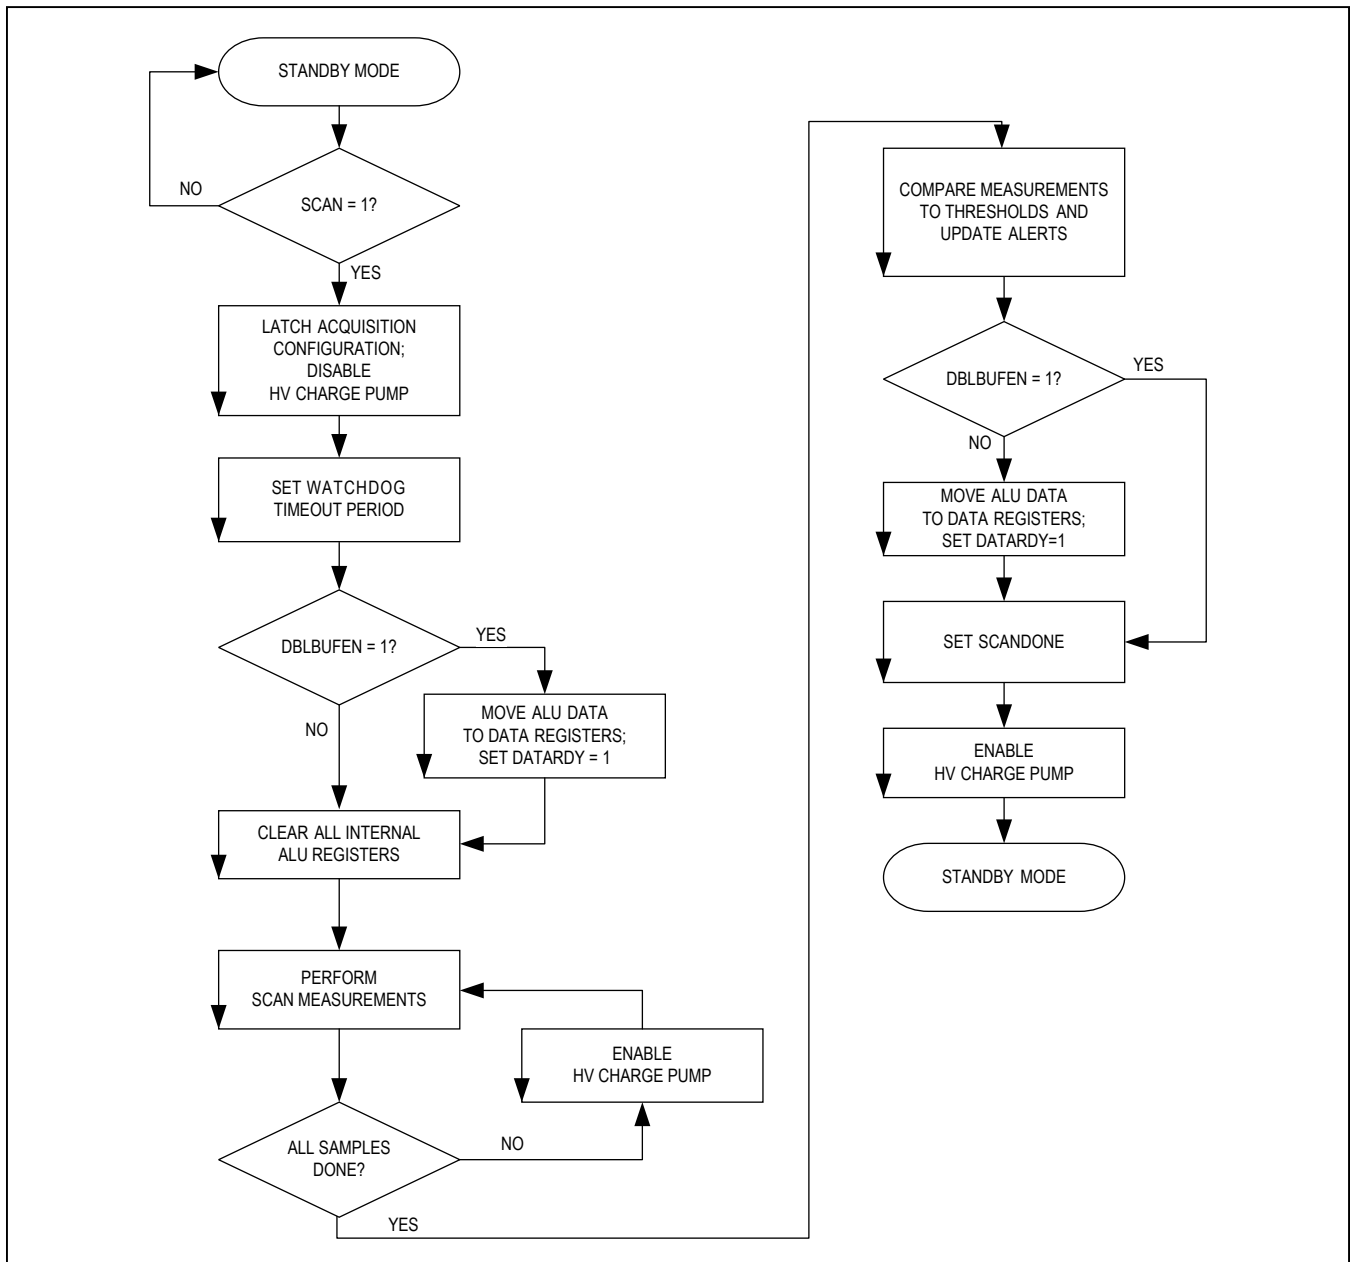 STANDBY MODE
SCAN = 1?
NO
YES
LATCH ACQUISITION
CONFIGURATION;
DISABLE
HV CHARGE PUMP
SET WATCHDOG
TIMEOUT PERIOD
DBLBUFEN = 1?
YES
NO
MOVE ALU DATA
TO DATA REGISTERS;
SET DATARDY = 1
CLEAR ALL INTERNAL
ALU REGISTERS
PERFORM
SCAN MEASUREMENTS
ENABLE
HV CHARGE PUMP
ALL SAMPLES
DONE?
NO
YES
COMPARE MEASUREMENTS
TO THRESHOLDS AND
UPDATE ALERTS
DBLBUFEN = 1?
YES
NO
MOVE ALU DATA
TO DATA REGISTERS;
SET DATARDY=1
SET SCANDONE
ENABLE
HV CHARGE PUMP
STANDBY MODE